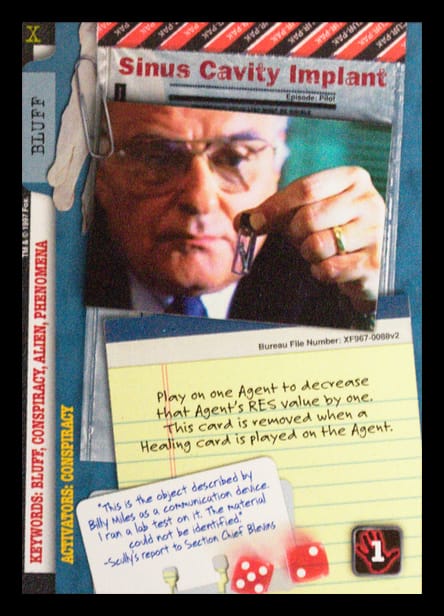 X
BLUFF
TM & © 1997 Fox.
KEYWORDS: BLUFF, CONSPIRACY, ALIEN, PHENOMENA
ACTIVATORS: CONSPIRACY
Sinus Cavity Implant
Episode: Pilot
Bureau File Number: XF967-0088v2
Play on one Agent to decrease
that Agent's RES value by one.
This card is removed when a
Healing card is played on the Agent.
"This is the object described by
Billy Miles as a communication device.
I ran a lab test on it. The material
could not be identified."
-Scully's report to Section Chief Blevins
1